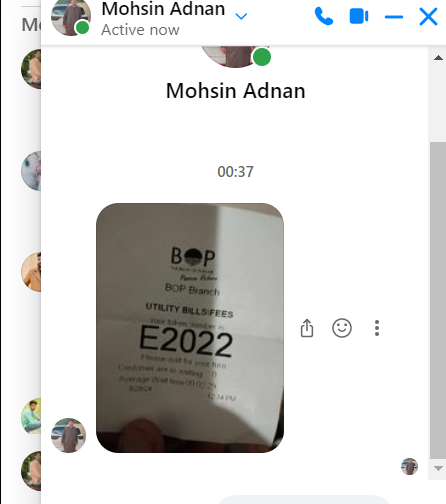 Mohsin Adnan
Active now
Mohsin Adnan
00:37
BOP
THE BANK OF PUNJAB
BOP Branch
UTILITY BILLS/FEES
Your token number is
E2022
Please wait for your turn
Customer are in waiting 0
Average Wait time 00:02:29
12:14 PM